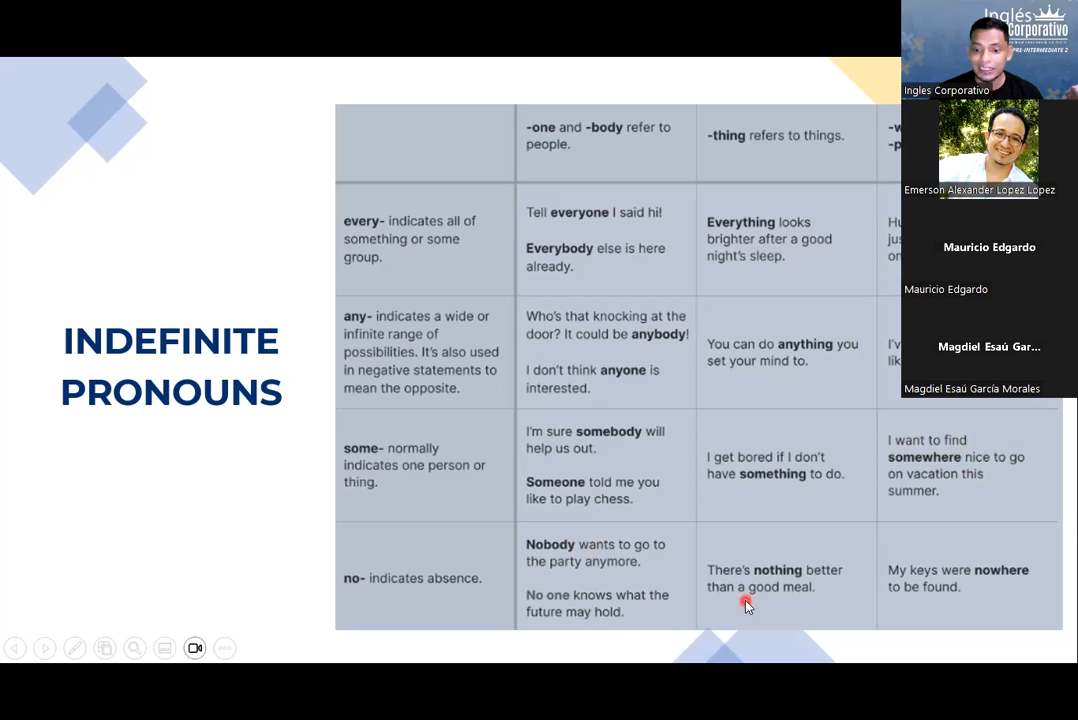 INDEFINITE
PRONOUNS
-one and -body refer to
people.
-thing refers to things.
every- indicates all of
something or some
group.
Tell everyone I said hi!
Everybody else is here
already.
Everything looks
brighter after a good
night's sleep.
any- indicates a wide or
infinite range of
possibilities. It's also used
in negative statements to
mean the opposite.
Who's that knocking at the
door? It could be anybody!
I don't think anyone is
interested.
You can do anything you
set your mind to.
some- normally
indicates one person or
thing.
I'm sure somebody will
help us out.
Someone told me you
like to play chess.
I get bored if I don't
have something to do.
I want to find
somewhere nice to go
on vacation this
summer.
no- indicates absence.
Nobody wants to go to
the party anymore.
No one knows what the
future may hold.
There's nothing better
than a good meal.
My keys were nowhere
to be found.
Inglés
Corporativo
PRE-INTERMEDIATE 2
Ingles Corporativo
Emerson Alexander Lopez Lopez
Mauricio Edgardo
Mauricio Edgardo
Magdiel Esaú Gar...
Magdiel Esaú García Morales